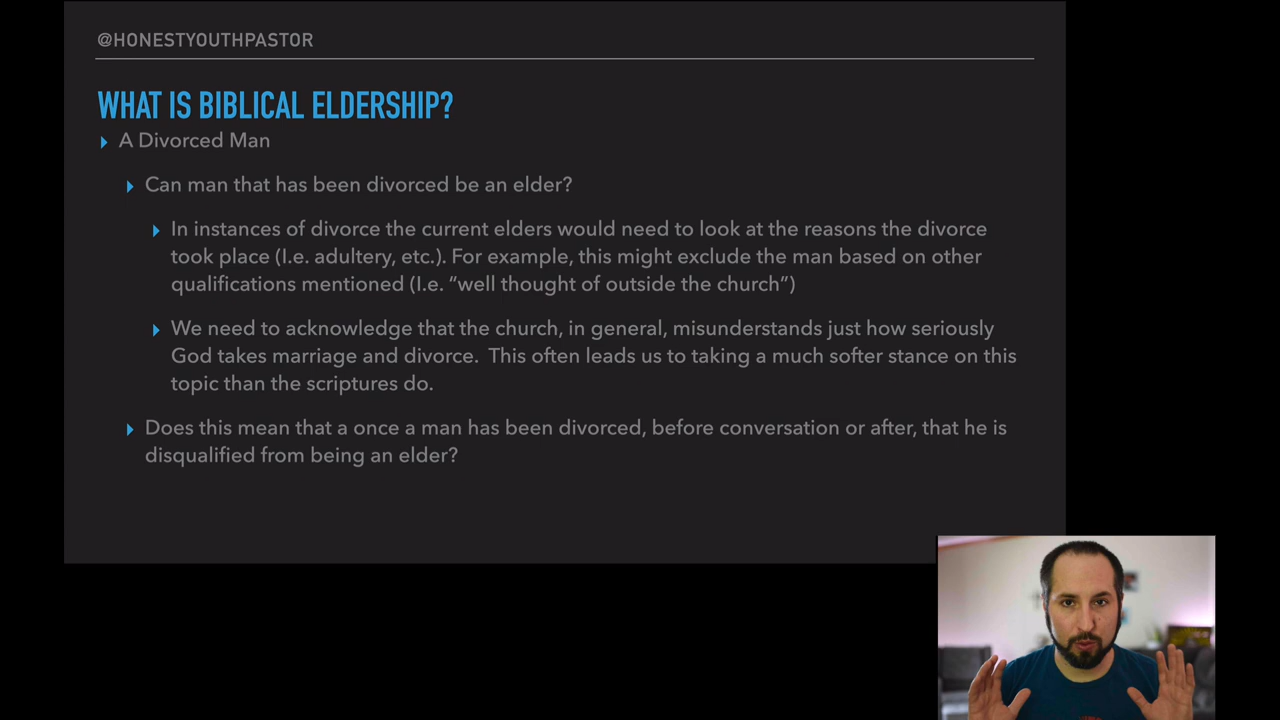 @HONESTYOUTHPASTOR
WHAT IS BIBLICAL ELDERSHIP?
A Divorced Man
Can man that has been divorced be an elder?
In instances of divorce the current elders would need to look at the reasons the divorce
took place (I.e. adultery, etc.). For example, this might exclude the man based on other
qualifications mentioned (I.e. “well thought of outside the church”)
We need to acknowledge that the church, in general, misunderstands just how seriously
God takes marriage and divorce. This often leads us to taking a much softer stance on this
topic than the scriptures do.
Does this mean that a once a man has been divorced, before conversation or after, that he is
disqualified from being an elder?